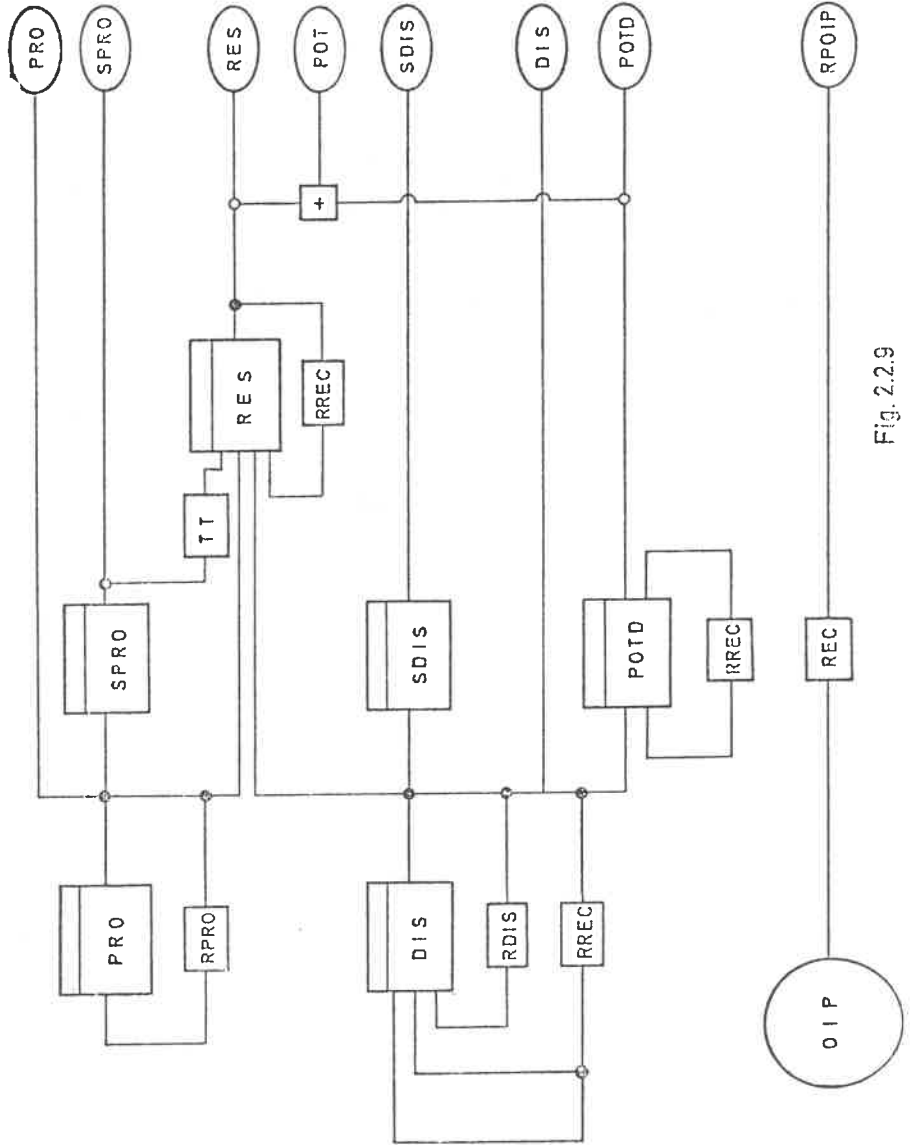 PRO
SPRO
RES
POT
SDIS
DIS
POTD
RPOIP
+
RES
RREC
TT
SPRO
SDIS
POTD
RREC
REC
PRO
RPRO
DIS
RDIS
RREC
OIP
Fig. 2.2.9